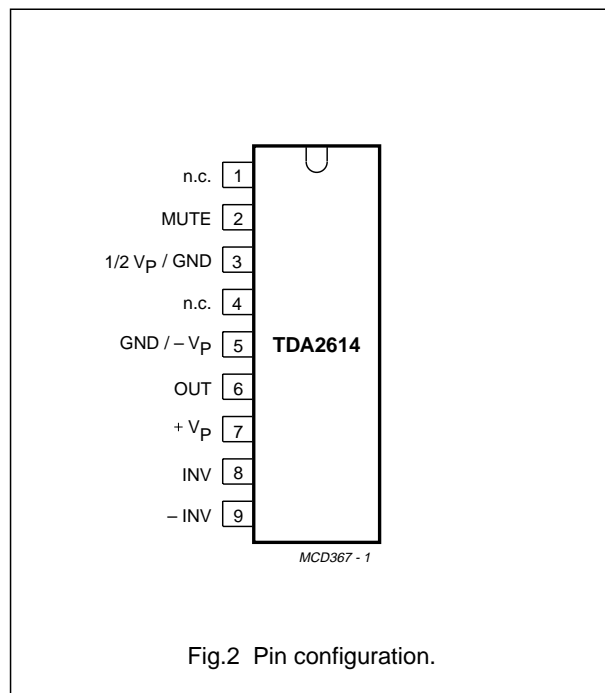 n.c. 1
MUTE 2
1/2 VP / GND 3
n.c. 4
GND / – VP 5
TDA2614
OUT 6
+ VP 7
INV 8
– INV 9
MCD367 - 1
Fig.2 Pin configuration.